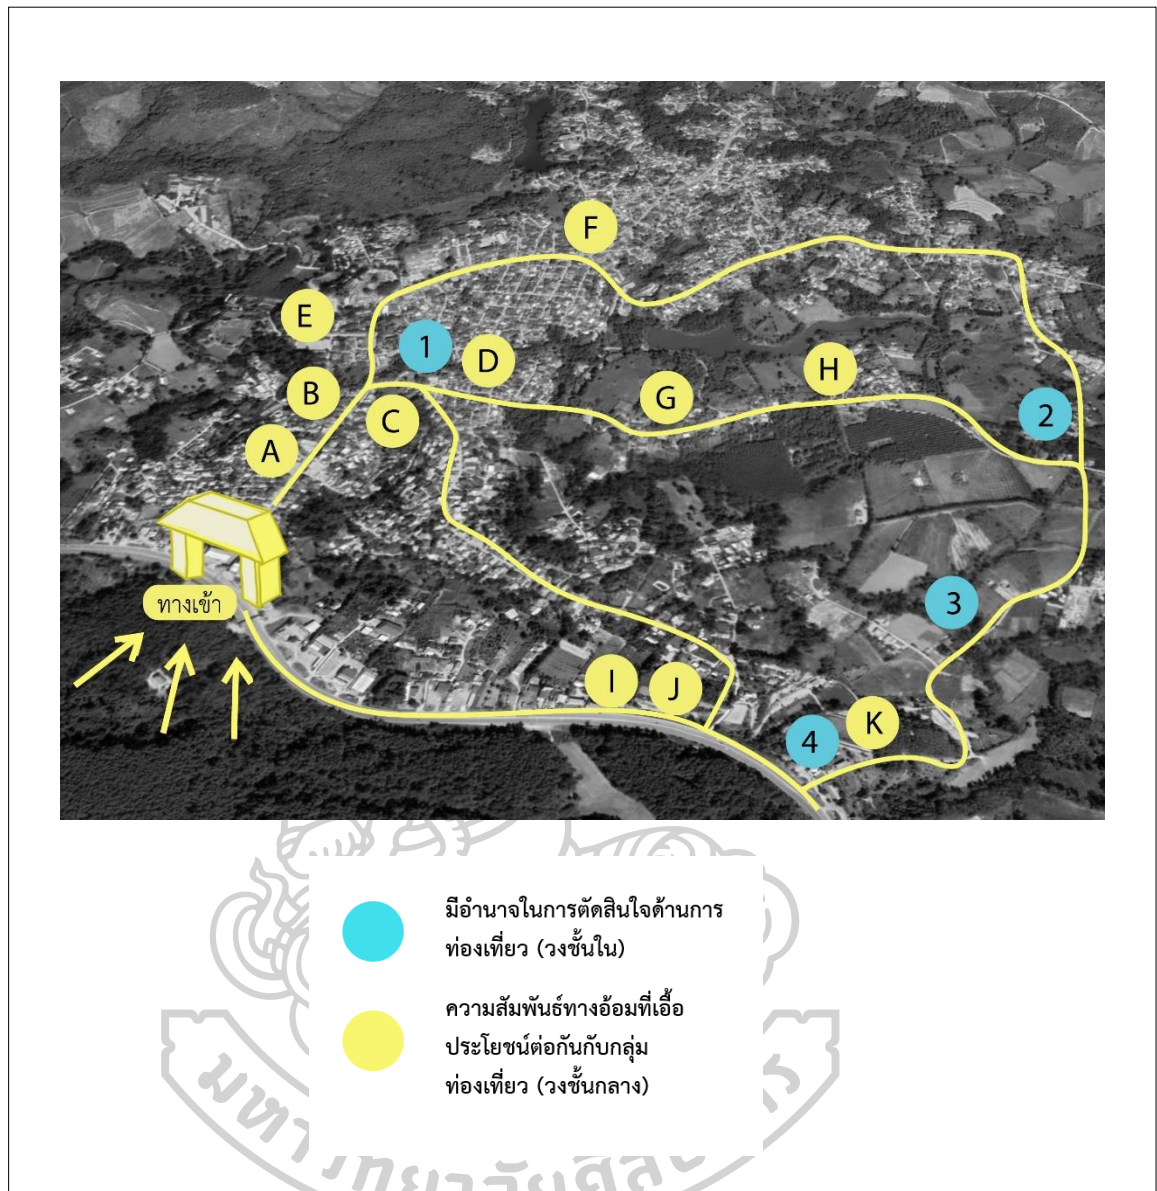 F
E
1
D
B
H
G
C
2
A
ทางเข้า
3
I
J
K
4
มีอำนาจในการตัดสินใจด้านการ
ท่องเที่ยว (วงชั้นใน)
ความสัมพันธ์ทางอ้อมที่เอื้อ
ประโยชน์ต่อกันกับกลุ่ม
ท่องเที่ยว (วงชั้นกลาง)